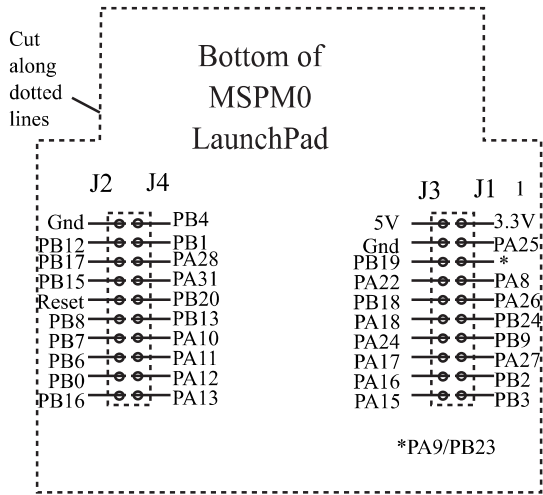 Cut
along
dotted
lines
Bottom of
MSPM0
LaunchPad
J2 J4
Gnd PB4
PB12 PB1
PB17 PA28
PB15 PA31
Reset PB20
PB8 PB13
PB7 PA10
PB6 PA11
PB0 PA12
PB16 PA13
J3 J1 1
5V 3.3V
Gnd PA25
PB19 *
PA22 PA8
PB18 PA26
PA18 PB24
PA24 PB9
PA17 PA27
PA16 PB2
PA15 PB3
*PA9/PB23